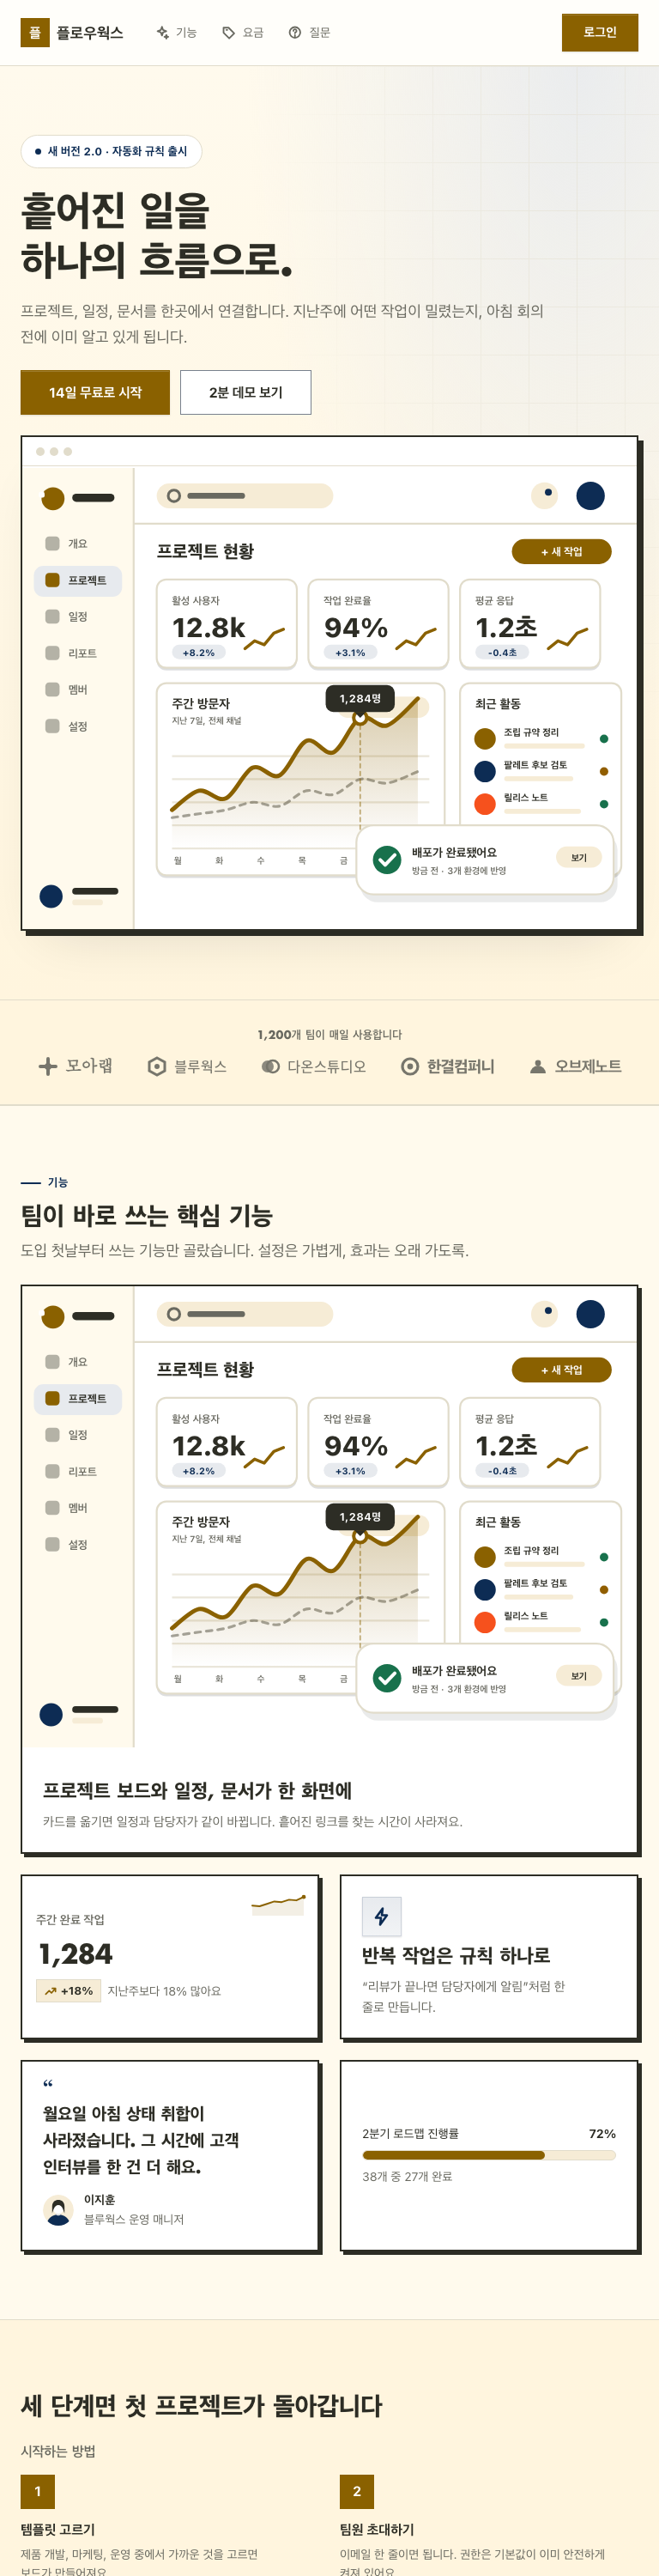 플 플로우웍스 기능 요금 질문 로그인
새 버전 2.0 · 자동화 규칙 출시
흩어진 일을
하나의 흐름으로.
프로젝트, 일정, 문서를 한곳에서 연결합니다. 지난주에 어떤 작업이 밀렸는지, 아침 회의
전에 이미 알고 있게 됩니다.
14일 무료로 시작 2분 데모 보기
개요
프로젝트
일정
리포트
멤버
설정
프로젝트 현황 + 새 작업
활성 사용자 작업 완료율 평균 응답
12.8k 94% 1.2초
+8.2% +3.1% -0.4초
주간 방문자
지난 7일, 전체 채널
1,284명
월 화 수 목 금
최근 활동
조립 규약 정리
팔레트 후보 검토
릴리스 노트
배포가 완료됐어요
방금 전 · 3개 환경에 반영
보기
1,200개 팀이 매일 사용합니다
모아랩 블루웍스 다온스튜디오 한결컴퍼니 오브제노트
기능
팀이 바로 쓰는 핵심 기능
도입 첫날부터 쓰는 기능만 골랐습니다. 설정은 가볍게, 효과는 오래 가도록.
개요
프로젝트
일정
리포트
멤버
설정
프로젝트 현황 + 새 작업
활성 사용자 작업 완료율 평균 응답
12.8k 94% 1.2초
+8.2% +3.1% -0.4초
주간 방문자
지난 7일, 전체 채널
1,284명
월 화 수 목 금
최근 활동
조립 규약 정리
팔레트 후보 검토
릴리스 노트
배포가 완료됐어요
방금 전 · 3개 환경에 반영
보기
프로젝트 보드와 일정, 문서가 한 화면에
카드를 옮기면 일정과 담당자가 같이 바뀝니다. 흩어진 링크를 찾는 시간이 사라져요.
주간 완료 작업
1,284
+18% 지난주보다 18% 많아요
반복 작업은 규칙 하나로
“리뷰가 끝나면 담당자에게 알림”처럼 한
줄로 만듭니다.
“
월요일 아침 상태 취합이
사라졌습니다. 그 시간에 고객
인터뷰를 한 건 더 해요.
이지훈
블루웍스 운영 매니저
2분기 로드맵 진행률 72%
38개 중 27개 완료
세 단계면 첫 프로젝트가 돌아갑니다
시작하는 방법
1
템플릿 고르기
제품 개발, 마케팅, 운영 중에서 가까운 것을 고르면
보드가 만들어져요
2
팀원 초대하기
이메일 한 줄이면 됩니다. 권한은 기본값이 이미 안전하게
켜져 있어요